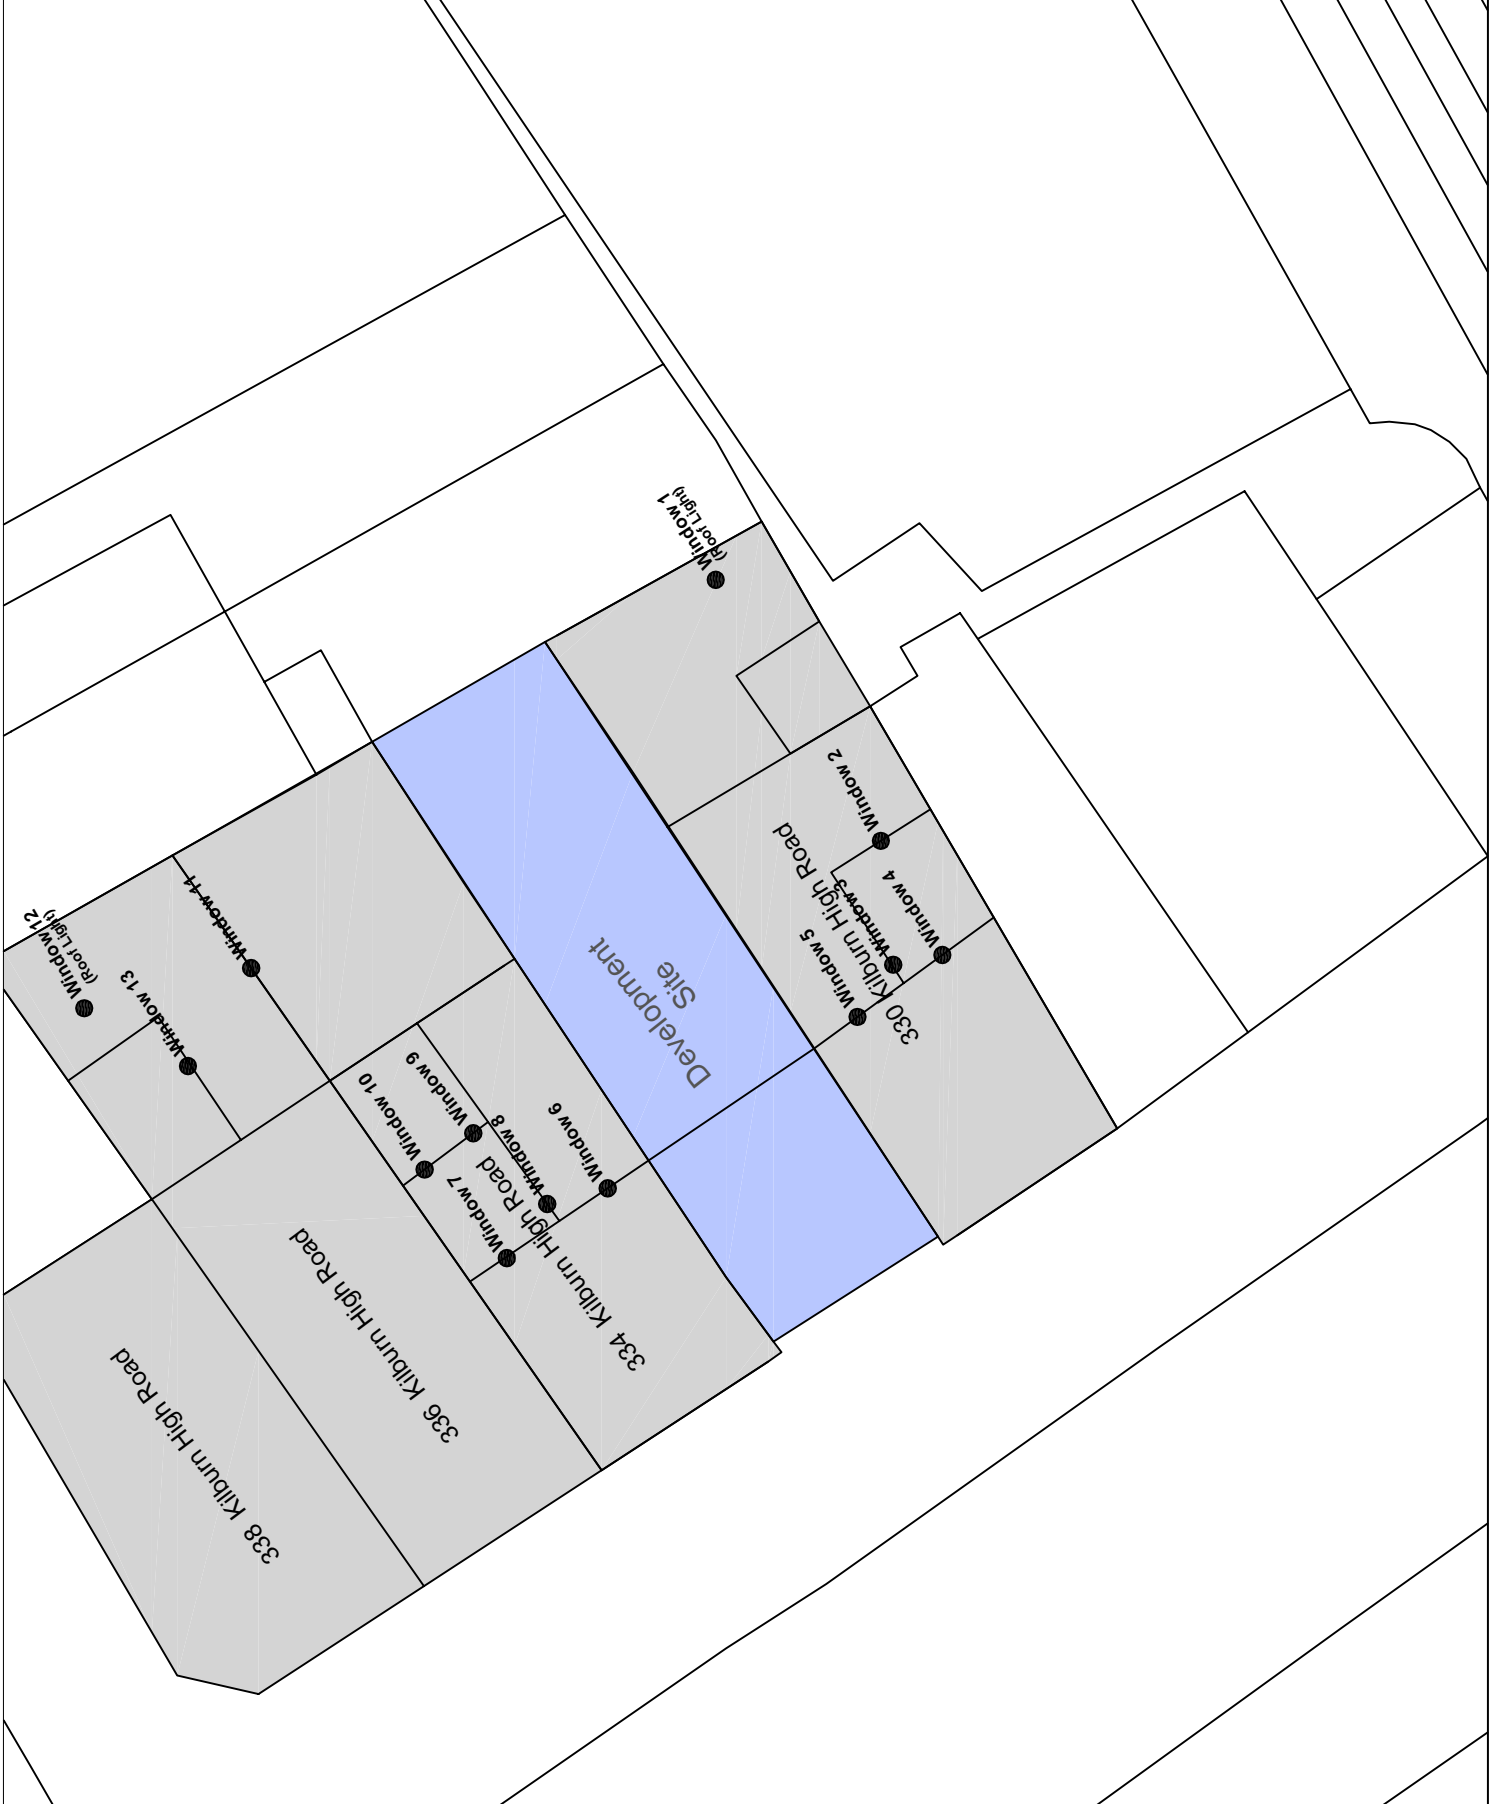 Window 1
(Roof Light)
Window 2
Window 3
Window 4
Window 5
330 Kilburn High Road
Development
Site
Window 6
Window 7
Window 8
Window 9
Window 10
334 Kilburn High Road
Window 11
Window12
(Roof Light)
Window 13
336 Kilburn High Road
338 Kilburn High Road